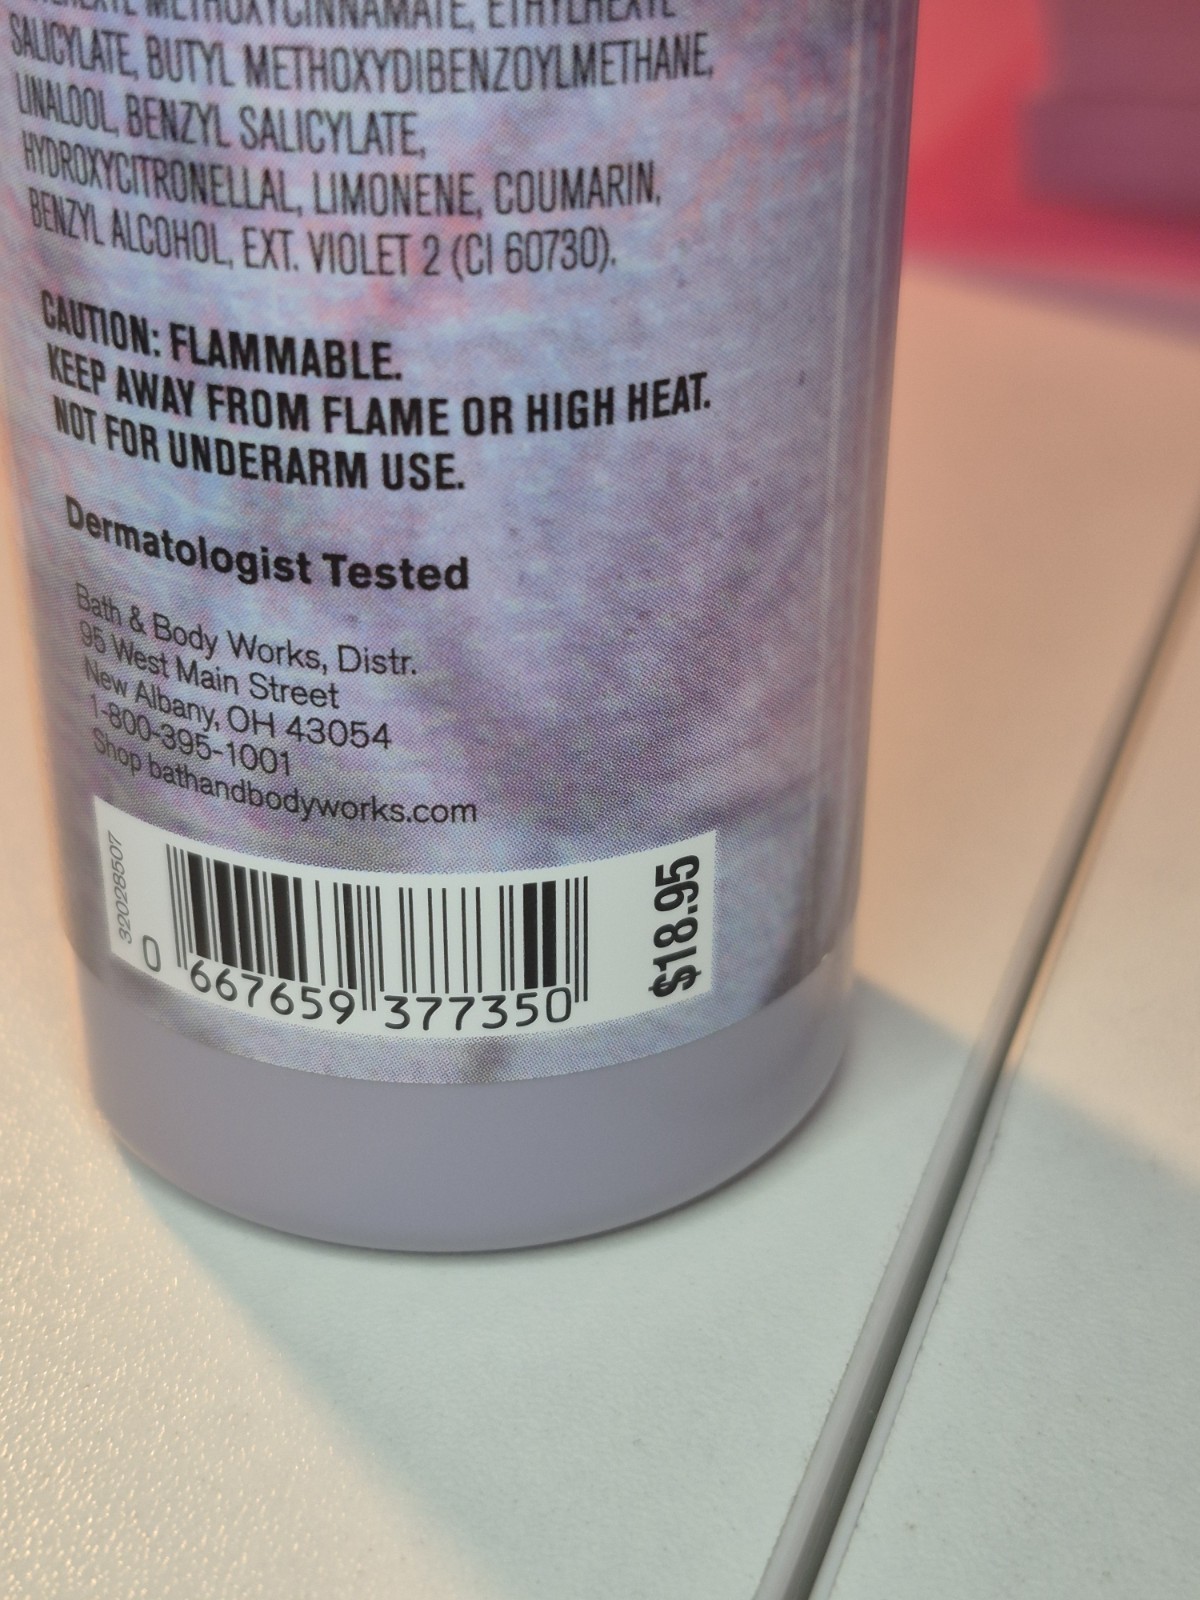 METHOXYCINNAMATE, ETHYLHEXYL
SALICYLATE, BUTYL METHOXYDIBENZOYLMETHANE,
LINALOOL, BENZYL SALICYLATE,
HYDROXYCITRONELLAL, LIMONENE, COUMARIN,
BENZYL ALCOHOL, EXT. VIOLET 2 (CI 60730).
CAUTION: FLAMMABLE.
KEEP AWAY FROM FLAME OR HIGH HEAT.
NOT FOR UNDERARM USE.
Dermatologist Tested
Bath & Body Works, Distr.
95 West Main Street
New Albany, OH 43054
1-800-395-1001
Shop bathandbodyworks.com
32028507
0 667659 377350
$18.95